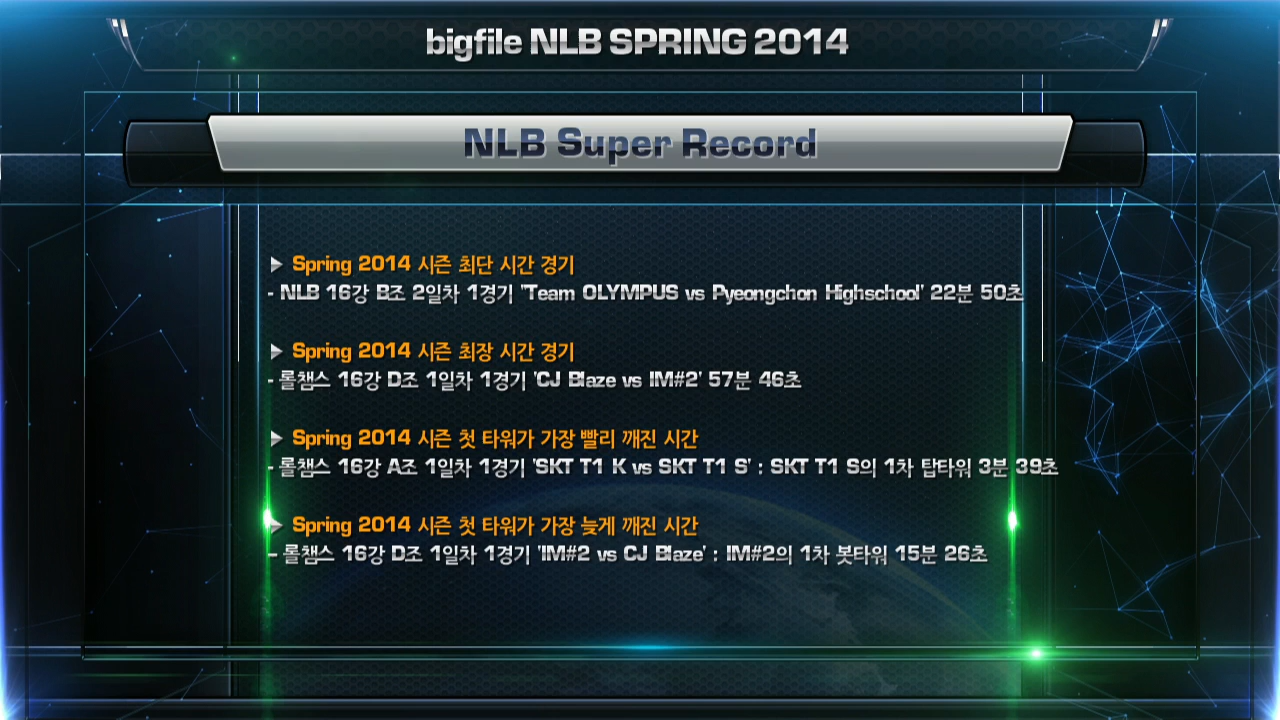 bigfile NLB SPRING 2014
NLB Super Record
▶ Spring 2014 시즌 최단 시간 경기
- NLB 16강 B조 2일차 1경기 'Team OLYMPUS vs Pyeongchon Highschool' 22분 50초
▶ Spring 2014 시즌 최장 시간 경기
- 롤챔스 16강 D조 1일차 1경기 'CJ Blaze vs IM#2' 57분 46초
▶ Spring 2014 시즌 첫 타워가 가장 빨리 깨진 시간
- 롤챔스 16강 A조 1일차 1경기 'SKT T1 K vs SKT T1 S' : SKT T1 S의 1차 탑타워 3분 39초
▶ Spring 2014 시즌 첫 타워가 가장 늦게 깨진 시간
- 롤챔스 16강 D조 1일차 1경기 'IM#2 vs CJ Blaze' : IM#2의 1차 봇타워 15분 26초